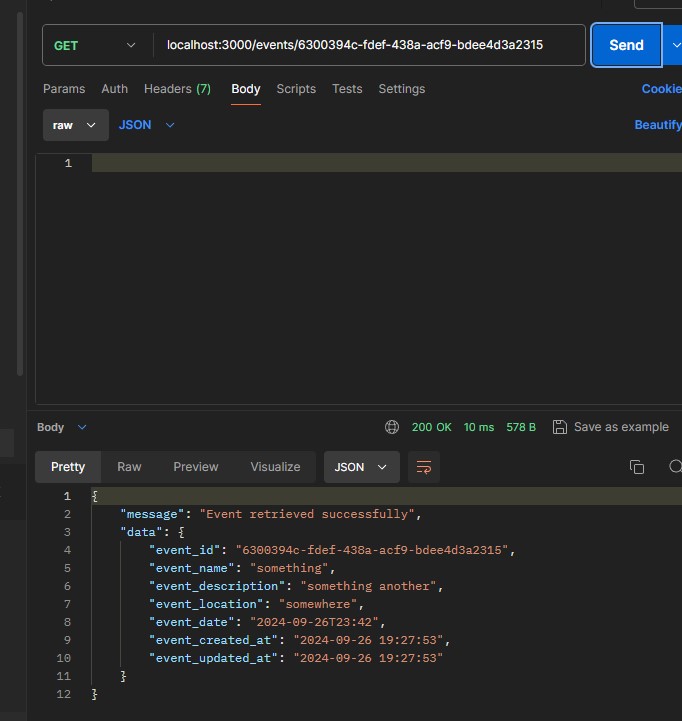 GET localhost:3000/events/6300394c-fdef-438a-acf9-bdee4d3a2315 Send
Params Auth Headers (7) Body Scripts Tests Settings Cookie
raw JSON Beautify
1
Body 200 OK 10 ms 578 B Save as example
Pretty Raw Preview Visualize JSON
1 {
2 "message": "Event retrieved successfully",
3 "data": {
4 "event_id": "6300394c-fdef-438a-acf9-bdee4d3a2315",
5 "event_name": "something",
6 "event_description": "something another",
7 "event_location": "somewhere",
8 "event_date": "2024-09-26T23:42",
9 "event_created_at": "2024-09-26 19:27:53",
10 "event_updated_at": "2024-09-26 19:27:53"
11 }
12 }